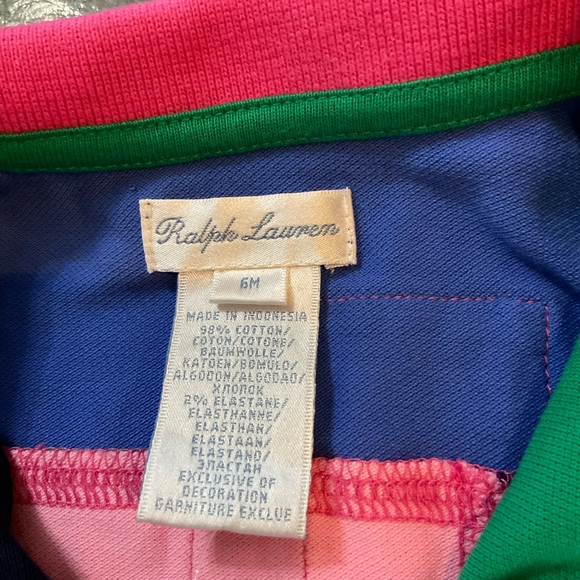 Ralph Lauren
6M
MADE IN INDONESIA
98% COTTON/
COTON/COTONE/
BAUMWOLLE/
KATOEN/BOMULD/
ALGODON/ALGODAO/
ХЛОПОК
2% ELASTANE/
ELASTHANNE/
ELASTHAN/
ELASTAAN/
ELASTANO/
ЭЛАСТАН
EXCLUSIVE OF
DECORATION
GARNITURE EXCLUE